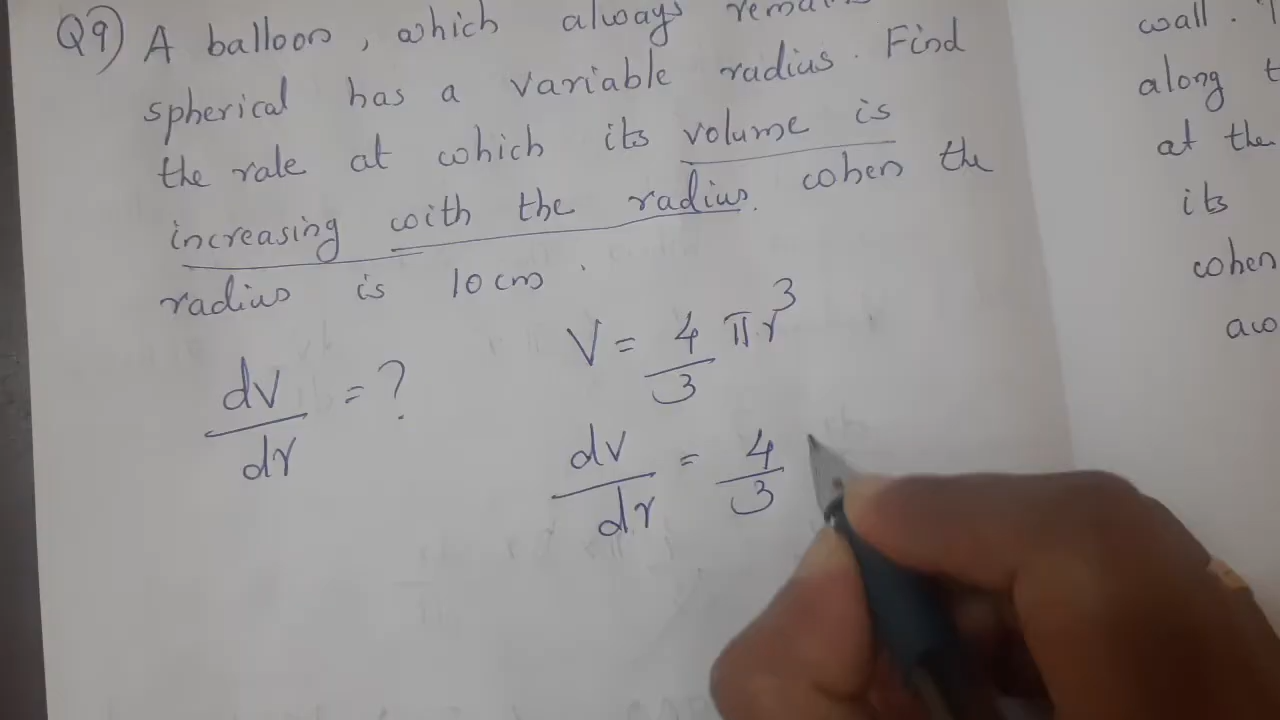 Q9) A balloon, which always remain
spherical has a variable radius. Find
the rate at which its volume is
increasing with the radius when the
radius is 10cm.
dV/dr = ?
V = 4/3 πr³
dv/dr = 4/3
wall.
along t
at the
its
when
aw